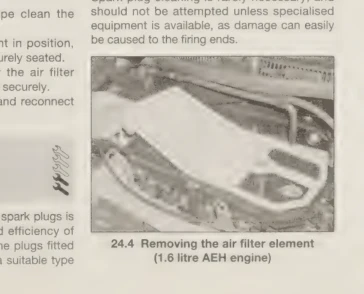 pe clean the
nt in position,
urely seated.
the air filter
securely.
and reconnect
spark plugs is
d efficiency of
ne plugs fitted
a suitable type
Spark plug cleaning is rarely necessary, and
should not be attempted unless specialised
equipment is available, as damage can easily
be caused to the firing ends.
24.4 Removing the air filter element
(1.6 litre AEH engine)